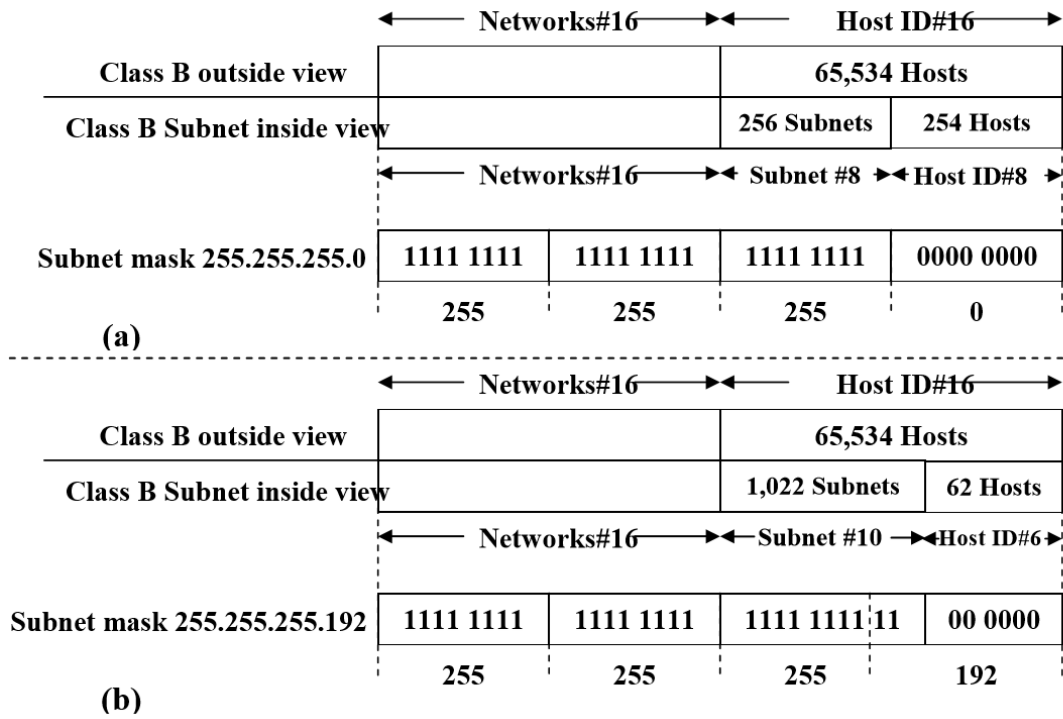 Networks#16 Host ID#16
Class B outside view 65,534 Hosts
Class B Subnet inside view 256 Subnets 254 Hosts
Networks#16 Subnet #8 Host ID#8
Subnet mask 255.255.255.0 1111 1111 1111 1111 1111 1111 0000 0000
255 255 255 0
(a)
Networks#16 Host ID#16
Class B outside view 65,534 Hosts
Class B Subnet inside view 1,022 Subnets 62 Hosts
Networks#16 Subnet #10 Host ID#6
Subnet mask 255.255.255.192 1111 1111 1111 1111 1111 1111 11 00 0000
255 255 255 192
(b)